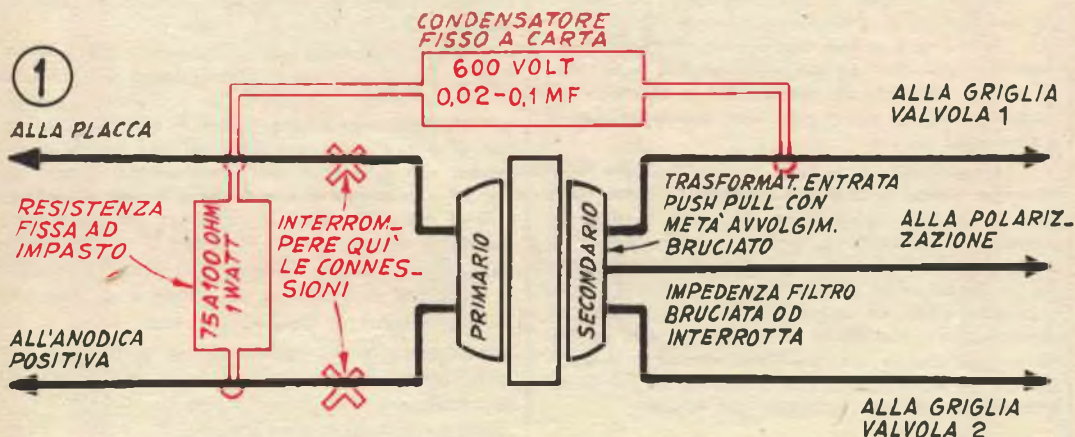 CONDENSATORE
FISSO A CARTA
600 VOLT
0,02-0,1 MF
1
ALLA PLACCA
ALLA GRIGLIA
VALVOLA 1
RESISTENZA
FISSA AD
IMPASTO
75 A 100 OHM
1 WATT
INTERROM_
PERE QUI'
LE CONNES_
SIONI
PRIMARIO
SECONDARIO
TRASFORMAT. ENTRATA
PUSH PULL CON
METÀ AVVOLGIM.
BRUCIATO
ALLA POLARIZ-
ZAZIONE
IMPEDENZA FILTRO
BRUCIATA OD
INTERROTTA
ALL'ANODICA
POSITIVA
ALLA GRIGLIA
VALVOLA 2